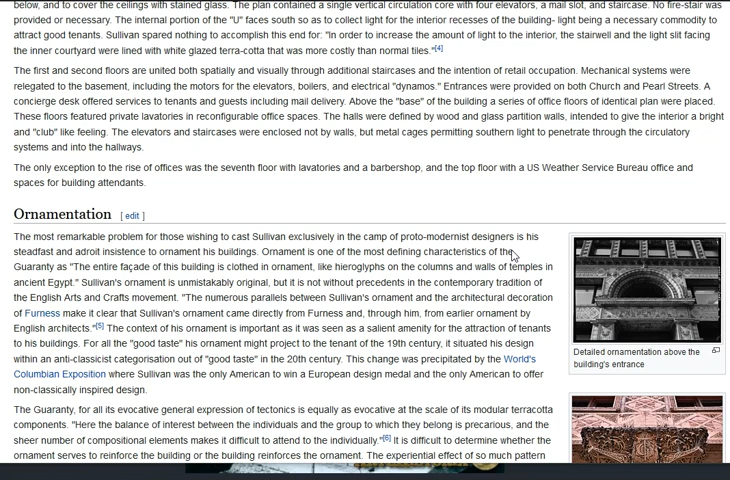 below, and to cover the ceilings with stained glass. The plan contained a single vertical circulation core with four elevators, a mail slot, and staircase. No fire-stair was
provided or necessary. The internal portion of the "U" faces south so as to collect light for the interior recesses of the building- light being a necessary commodity to
attract good tenants. Sullivan spared nothing to accomplish this end for: "In order to increase the amount of light to the interior, the stairwell and the light slit facing
the inner courtyard were lined with white glazed terra-cotta that was more costly than normal tiles."[4]
The first and second floors are united both spatially and visually through additional staircases and the intention of retail occupation. Mechanical systems were
relegated to the basement, including the motors for the elevators, boilers, and electrical "dynamos." Entrances were provided on both Church and Pearl Streets. A
concierge desk offered services to tenants and guests including mail delivery. Above the "base" of the building a series of office floors of identical plan were placed.
These floors featured private lavatories in reconfigurable office spaces. The halls were defined by wood and glass partition walls, intended to give the interior a bright
and "club" like feeling. The elevators and staircases were enclosed not by walls, but metal cages permitting southern light to penetrate through the circulatory
systems and into the hallways.
The only exception to the rise of offices was the seventh floor with lavatories and a barbershop, and the top floor with a US Weather Service Bureau office and
spaces for building attendants.
Ornamentation [ edit ]
The most remarkable problem for those wishing to cast Sullivan exclusively in the camp of proto-modernist designers is his
steadfast and adroit insistence to ornament his buildings. Ornament is one of the most defining characteristics of the
Guaranty as "The entire façade of this building is clothed in ornament, like hieroglyphs on the columns and walls of temples in
ancient Egypt." Sullivan's ornament is unmistakably original, but it is not without precedents in the contemporary tradition of
the English Arts and Crafts movement. "The numerous parallels between Sullivan's ornament and the architectural decoration
of Furness make it clear that Sullivan's ornament came directly from Furness and, through him, from earlier ornament by
English architects."[5] The context of his ornament is important as it was seen as a salient amenity for the attraction of tenants
to his buildings. For all the "good taste" his ornament might project to the tenant of the 19th century, it situated his design
within an anti-classicist categorisation out of "good taste" in the 20th century. This change was precipitated by the World's
Columbian Exposition where Sullivan was the only American to win a European design medal and the only American to offer
non-classically inspired design.
The Guaranty, for all its evocative general expression of tectonics is equally as evocative at the scale of its modular terracotta
components. "Here the balance of interest between the individuals and the group to which they belong is precarious, and the
sheer number of compositional elements makes it difficult to attend to the individually."[6] It is difficult to determine whether the
ornament serves to reinforce the building or the building reinforces the ornament. The experiential effect of so much pattern
Detailed ornamentation above the
building's entrance